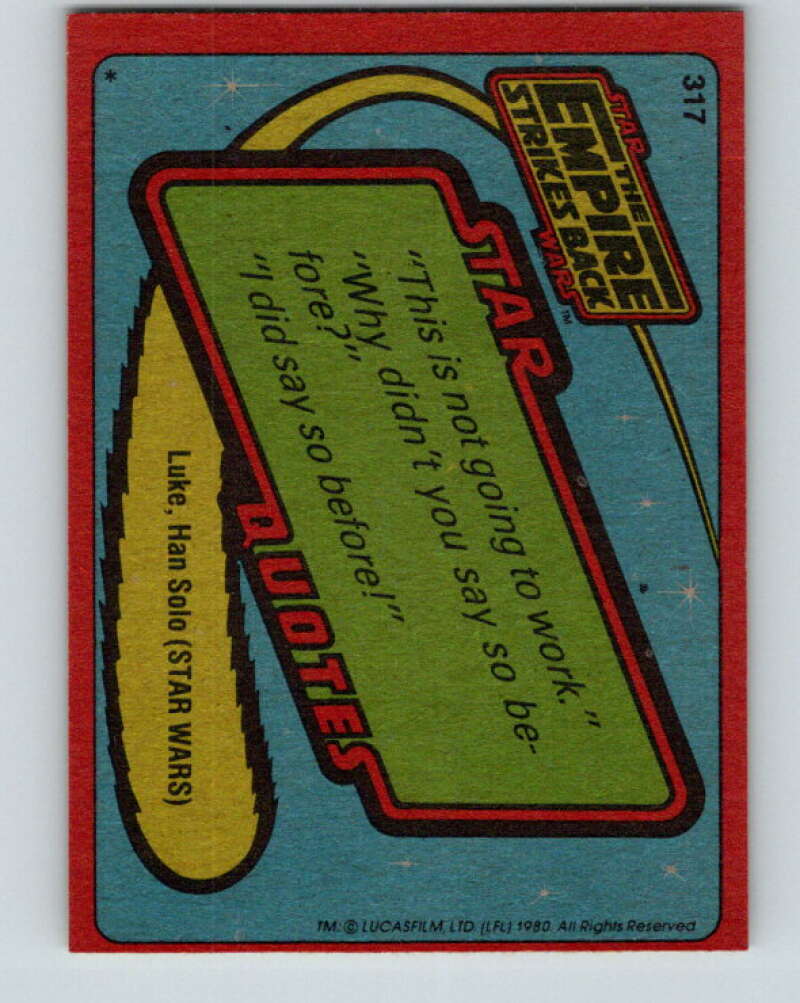 317
STAR
THE
EMPIRE
STRIKES BACK
WARS™
STAR
"This is not going to work."
"Why didn't you say so be-
fore?"
"I did say so before!"
QUOTES
Luke, Han Solo (STAR WARS)
*
TM: © LUCASFILM, LTD. (LFL) 1980. All Rights Reserved